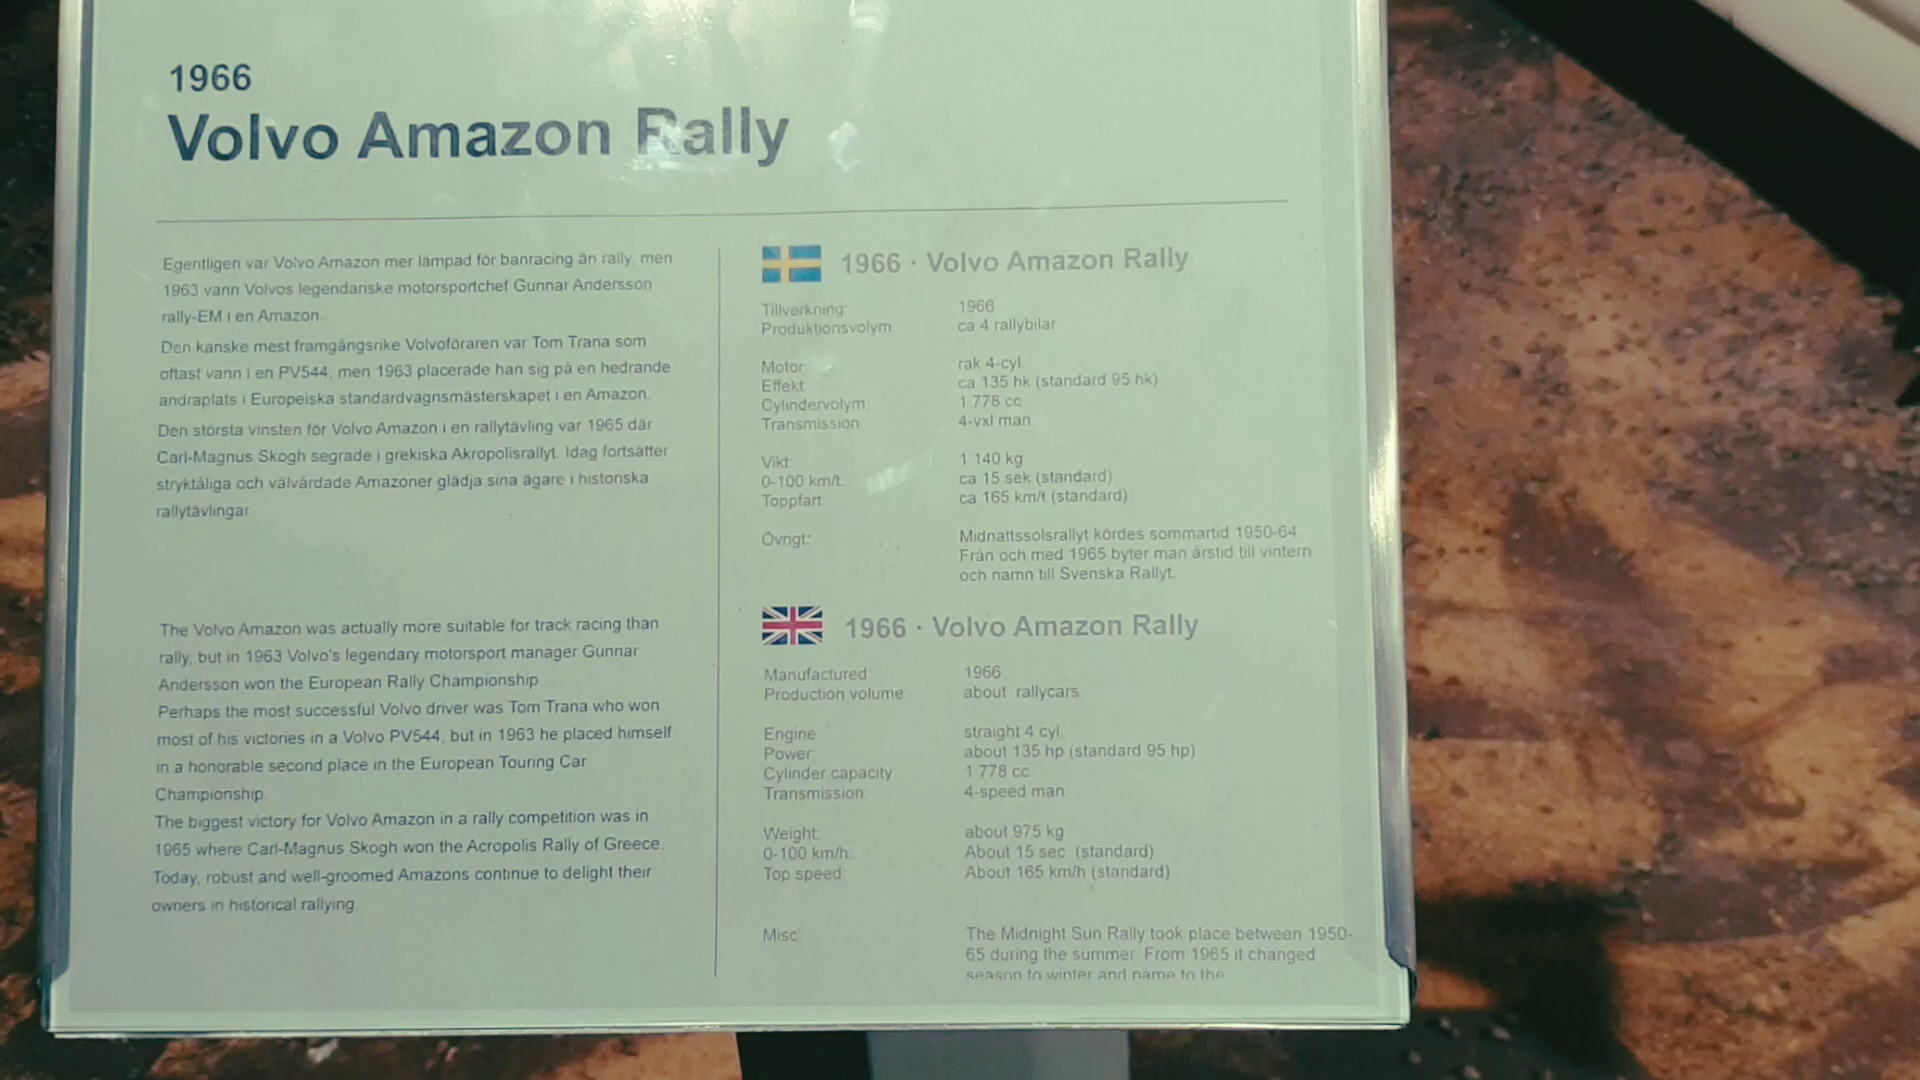 1966
Volvo Amazon Rally
Egentligen var Volvo Amazon mer lämpad för banracing än rally, men
1963 vann Volvos legendariske motorsportchef Gunnar Andersson
rally-EM i en Amazon.
Den kanske mest framgångsrike Volvoföraren var Tom Trana som
oftast vann i en PV544, men 1963 placerade han sig på en hedrande
andraplats i Europeiska standardvagnsmästerskapet i en Amazon.
Den största vinsten för Volvo Amazon i en rallytävling var 1965 där
Carl-Magnus Skogh segrade i grekiska Akropolisrallyt. Idag fortsätter
stryktåliga och välvårdade Amazoner glädja sina ägare i historiska
rallytävlingar.
The Volvo Amazon was actually more suitable for track racing than
rally, but in 1963 Volvo's legendary motorsport manager Gunnar
Andersson won the European Rally Championship.
Perhaps the most successful Volvo driver was Tom Trana who won
most of his victories in a Volvo PV544, but in 1963 he placed himself
in a honorable second place in the European Touring Car
Championship.
The biggest victory for Volvo Amazon in a rally competition was in
1965 where Carl-Magnus Skogh won the Acropolis Rally of Greece.
Today, robust and well-groomed Amazons continue to delight their
owners in historical rallying.
1966 · Volvo Amazon Rally
Tillverkning: 1966
Produktionsvolym: ca 4 rallybilar
Motor: rak 4-cyl.
Effekt: ca 135 hk (standard 95 hk)
Cylindervolym: 1 778 cc
Transmission: 4-vxl man.
Vikt: 1 140 kg
0-100 km/t: ca 15 sek (standard)
Toppfart: ca 165 km/t (standard)
Övrigt: Midnattssolsrallyt kördes sommartid 1950-64.
Från och med 1965 byter man årstid till vintern
och namn till Svenska Rallyt.
1966 · Volvo Amazon Rally
Manufactured: 1966
Production volume: about rallycars
Engine: straight 4 cyl.
Power: about 135 hp (standard 95 hp)
Cylinder capacity 1 778 cc
Transmission: 4-speed man.
Weight: about 975 kg
0-100 km/h: About 15 sec. (standard)
Top speed: About 165 km/h (standard)
Misc: The Midnight Sun Rally took place between 1950-
65 during the summer. From 1965 it changed
season to winter and name to the